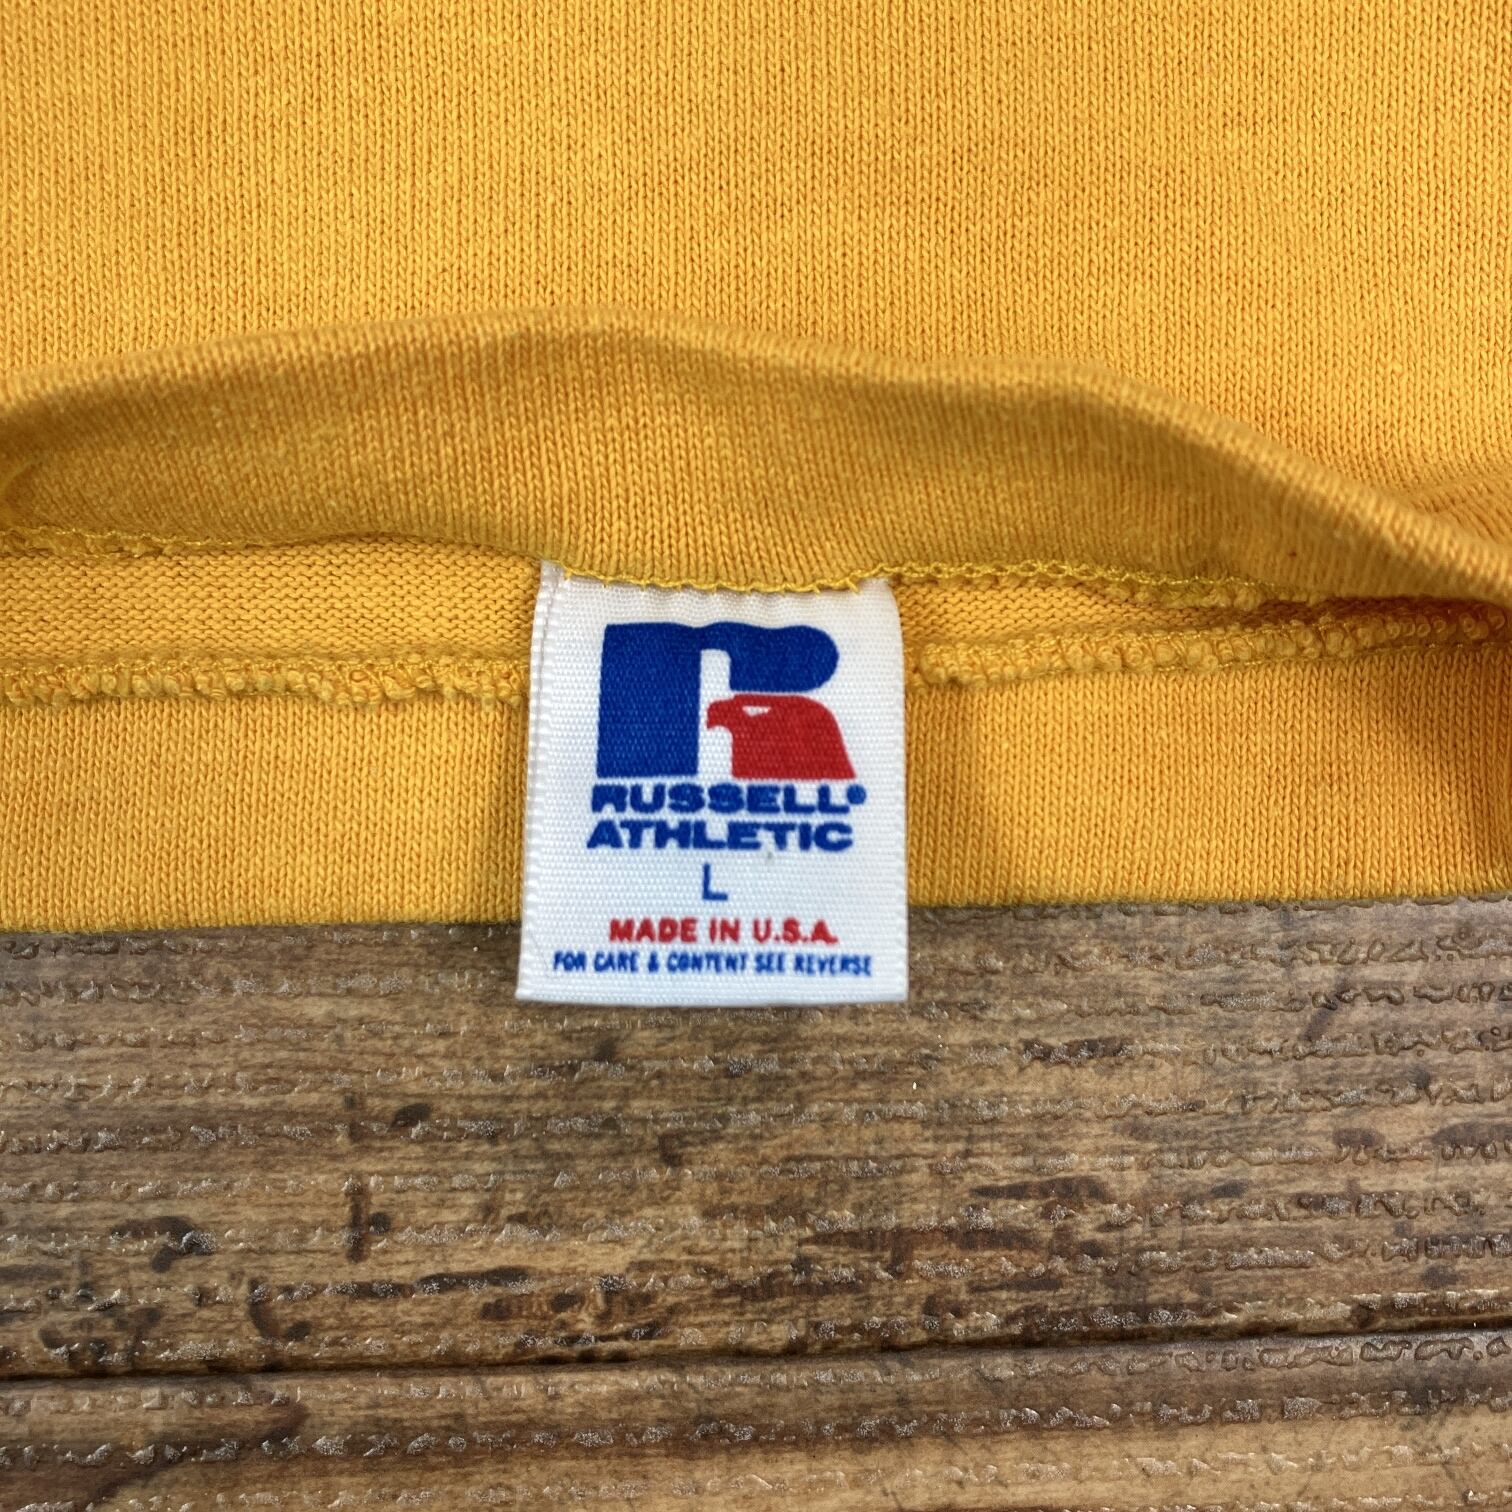 RUSSELL®
ATHLETIC
L
MADE IN U.S.A.
FOR CARE & CONTENT SEE REVERSE